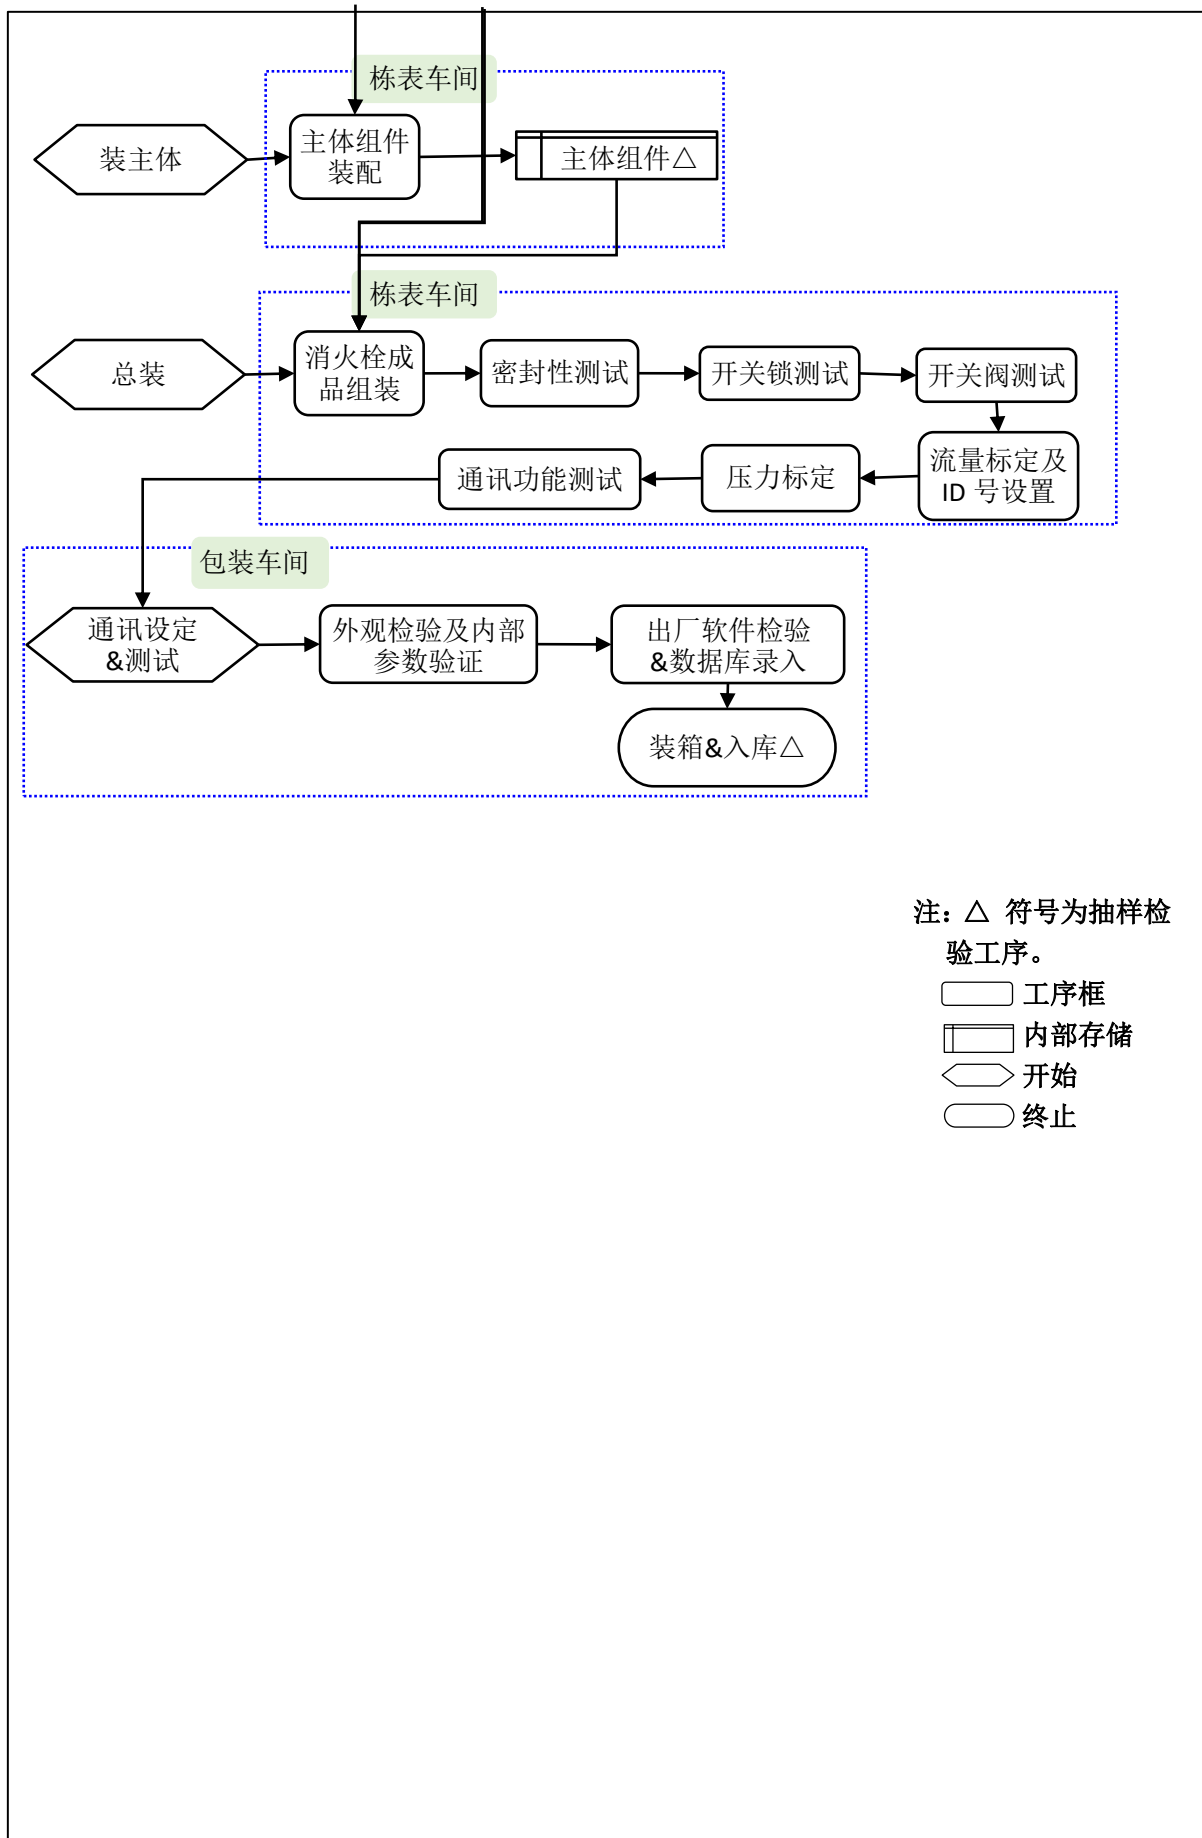 栋表车间
装主体
主体组件
装配
主体组件△
栋表车间
总装
消火栓成
品组装
密封性测试
开关锁测试
开关阀测试
通讯功能测试
压力标定
流量标定及
ID 号设置
包装车间
通讯设定
&测试
外观检验及内部
参数验证
出厂软件检验
&数据库录入
装箱&入库△
注：△ 符号为抽样检
验工序。
工序框
内部存储
开始
终止